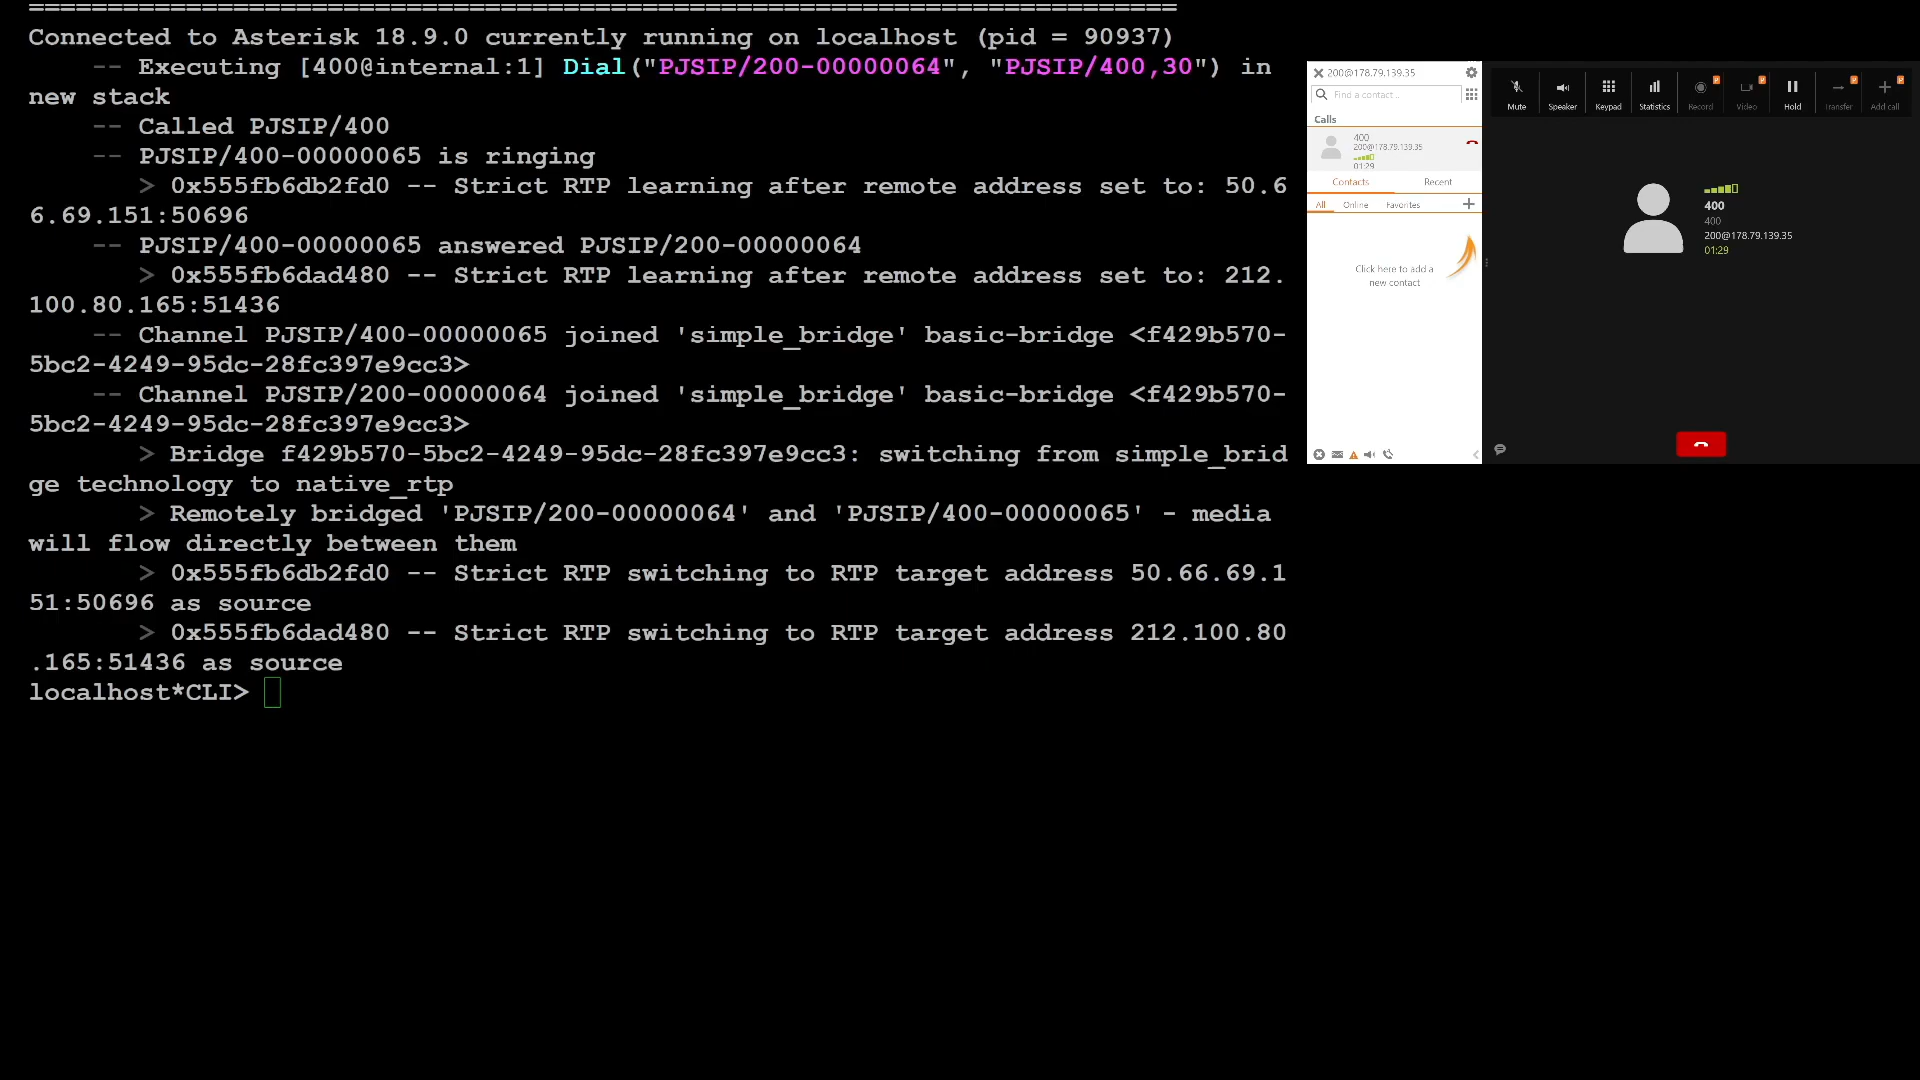 ==========================================================================
Connected to Asterisk 18.9.0 currently running on localhost (pid = 90937)
    -- Executing [400@internal:1] Dial("PJSIP/200-00000064", "PJSIP/400,30") in
new stack
    -- Called PJSIP/400
    -- PJSIP/400-00000065 is ringing
       > 0x555fb6db2fd0 -- Strict RTP learning after remote address set to: 50.6
6.69.151:50696
    -- PJSIP/400-00000065 answered PJSIP/200-00000064
       > 0x555fb6dad480 -- Strict RTP learning after remote address set to: 212.
100.80.165:51436
    -- Channel PJSIP/400-00000065 joined 'simple_bridge' basic-bridge <f429b570-
5bc2-4249-95dc-28fc397e9cc3>
    -- Channel PJSIP/200-00000064 joined 'simple_bridge' basic-bridge <f429b570-
5bc2-4249-95dc-28fc397e9cc3>
       > Bridge f429b570-5bc2-4249-95dc-28fc397e9cc3: switching from simple_brid
ge technology to native_rtp
       > Remotely bridged 'PJSIP/200-00000064' and 'PJSIP/400-00000065' - media
will flow directly between them
       > 0x555fb6db2fd0 -- Strict RTP switching to RTP target address 50.66.69.1
51:50696 as source
       > 0x555fb6dad480 -- Strict RTP switching to RTP target address 212.100.80
.165:51436 as source
localhost*CLI>
200@178.79.139.35
Find a contact...
Calls
400
200@178.79.139.35
01:29
Contacts Recent
All Online Favorites
Click here to add a
new contact
Mute Speaker Keypad Statistics Record Video Hold Transfer Add call
400
400
200@178.79.139.35
01:29